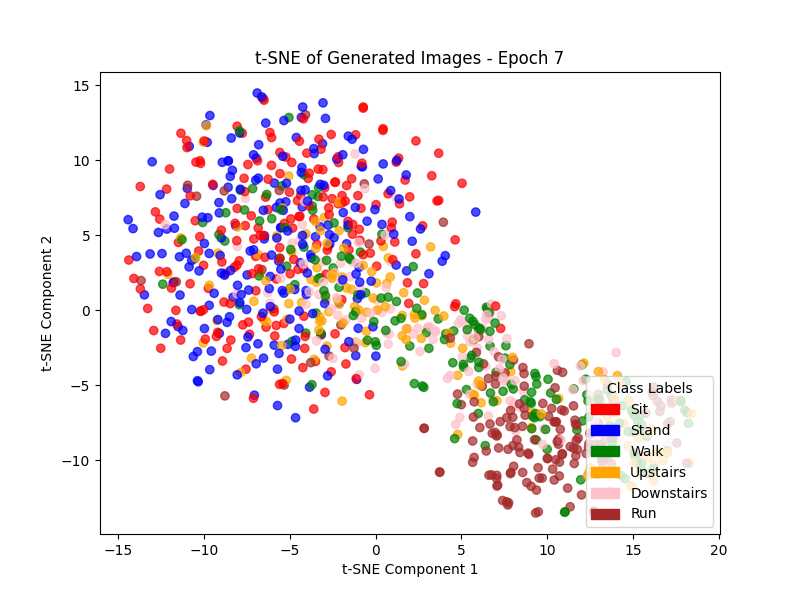 t-SNE of Generated Images - Epoch 7
15
10
5
0
−5
−10
t-SNE Component 2
Class Labels
Sit
Stand
Walk
Upstairs
Downstairs
Run
−15 −10 −5 0 5 10 15 20
t-SNE Component 1